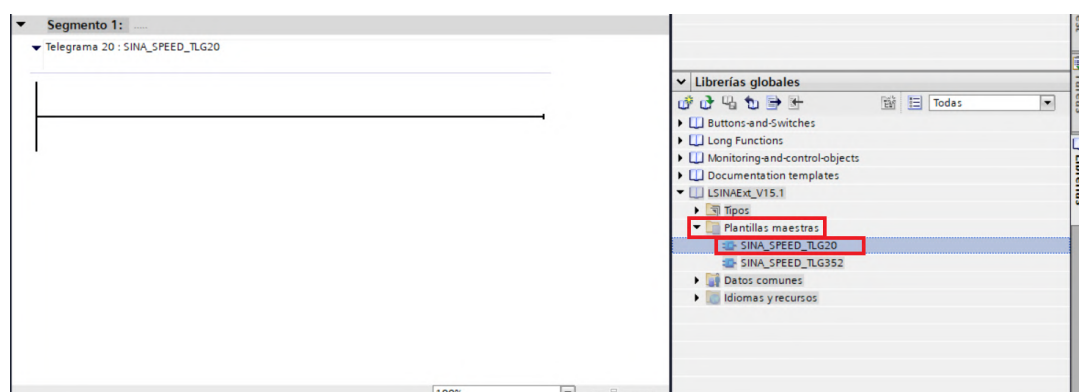 Segmento 1: .....
Telegrama 20 : SINA_SPEED_TLG20
Librerías globales
Todas
Buttons-and-Switches
Long Functions
Monitoring-and-control-objects
Documentation templates
LSINAExt_V15.1
Tipos
Plantillas maestras
SINA_SPEED_TLG20
SINA_SPEED_TLG352
Datos comunes
Idiomas y recursos